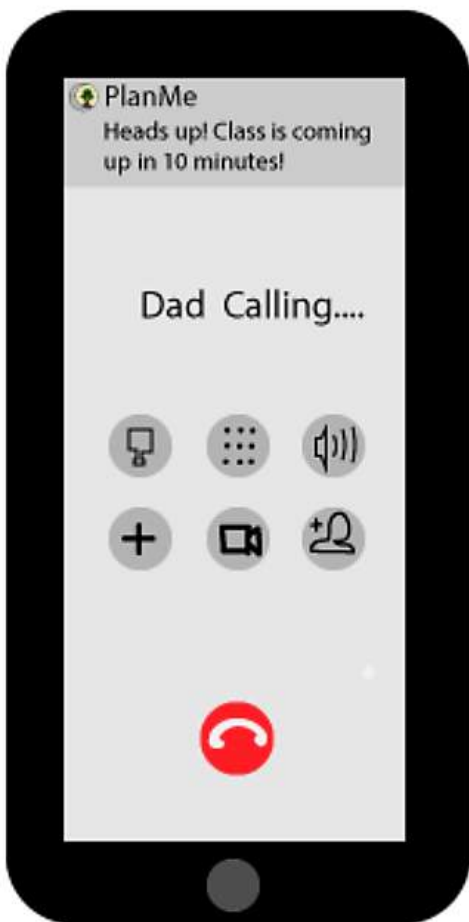 PlanMe
Heads up! Class is coming
up in 10 minutes!
Dad Calling....